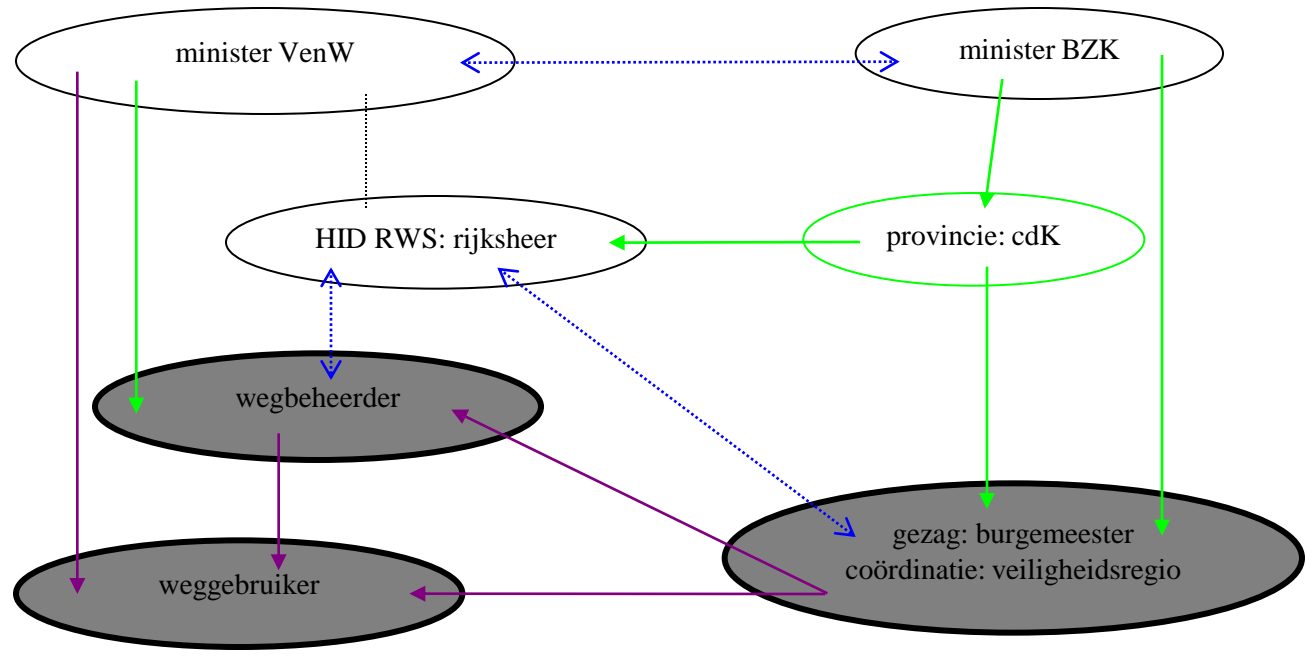 minister VenW
minister BZK
HID RWS: rijksheer
provincie: cdK
wegbeheerder
gezag: burgemeester
coördinatie: veiligheidsregio
weggebruiker